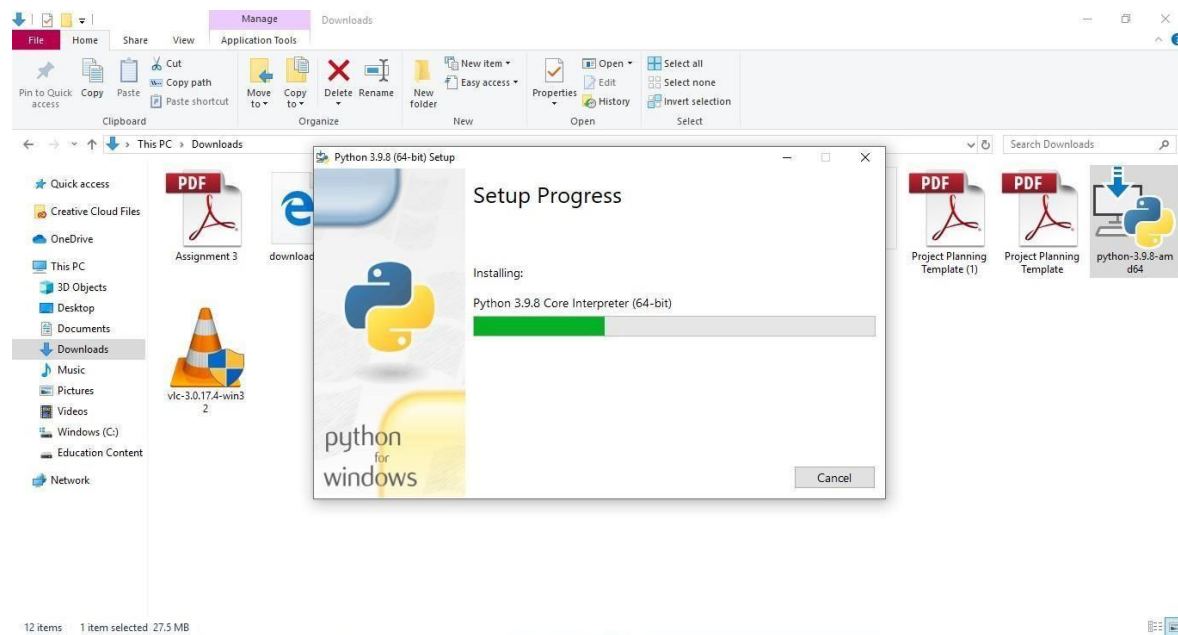 Manage
Downloads
File
Home
Share
View
Application Tools
Pin to Quick
access
Copy
Paste
Cut
Copy path
Paste shortcut
Clipboard
Move
to
Copy
to
Delete
Rename
Organize
New
folder
New item
Easy access
New
Properties
Open
Edit
History
Open
Select all
Select none
Invert selection
Select
This PC > Downloads
Search Downloads
Quick access
Creative Cloud Files
OneDrive
This PC
3D Objects
Desktop
Documents
Downloads
Music
Pictures
Videos
Windows (C:)
Education Content
Network
PDF
Assignment 3
download
vlc-3.0.17.4-win3
2
Python 3.9.8 (64-bit) Setup
Setup Progress
Installing:
Python 3.9.8 Core Interpreter (64-bit)
python
for
windows
Cancel
PDF
Project Planning
Template (1)
PDF
Project Planning
Template
python-3.9.8-am
d64
12 items 1 item selected 27.5 MB